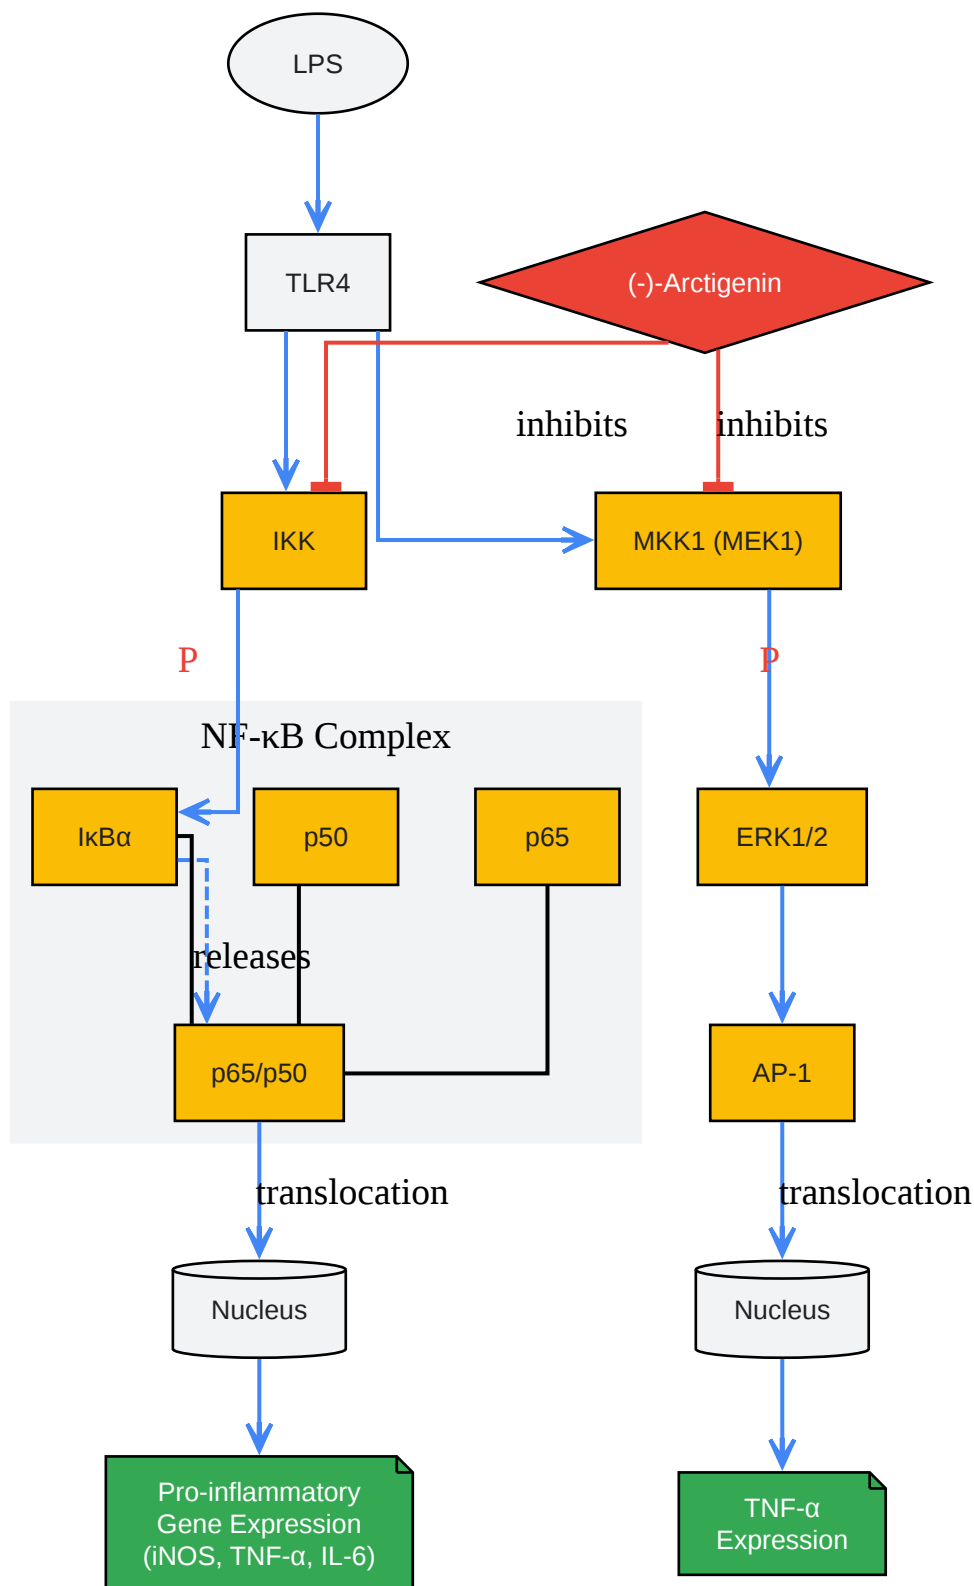 LPS
TLR4
(-)-Arctigenin
inhibits
inhibits
IKK
MKK1 (MEK1)
P
P
NF-κB Complex
IκBα
p50
p65
ERK1/2
releases
p65/p50
AP-1
translocation
translocation
Nucleus
Nucleus
Pro-inflammatory
Gene Expression
(iNOS, TNF-α, IL-6)
TNF-α
Expression